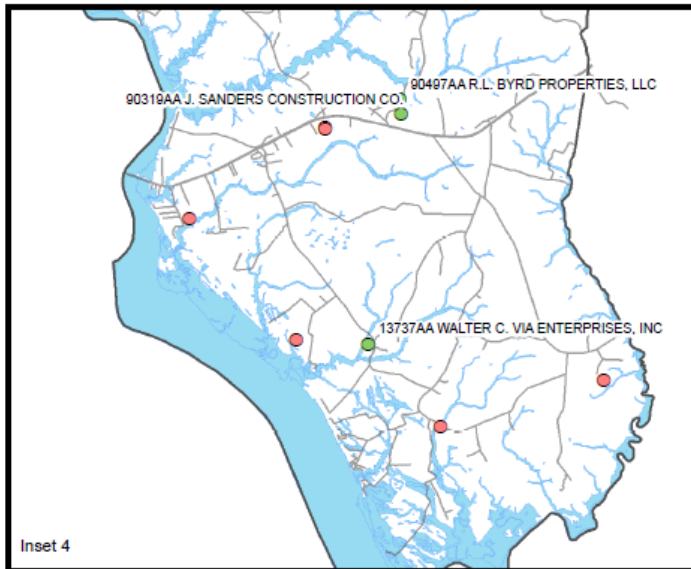 90497AA R.L. BYRD PROPERTIES, LLC
90319AA J. SANDERS CONSTRUCTION CO.
13737AA WALTER C. VIA ENTERPRISES, INC
Inset 4